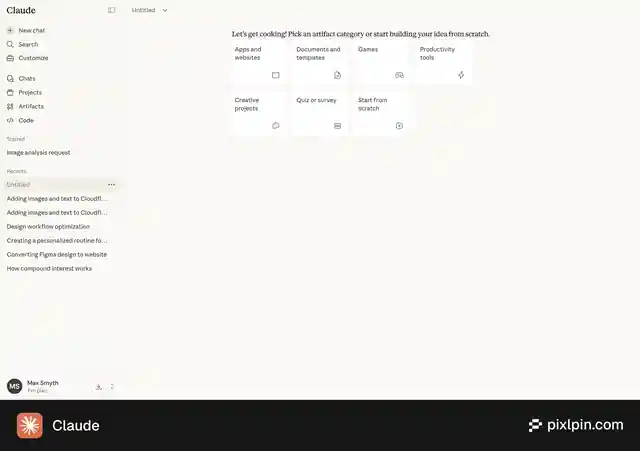 Claude
Untitled
New chat
Search
Customize
Chats
Projects
Artifacts
Code
Starred
Image analysis request
Recents
Untitled
Adding images and text to Cloudfl...
Adding images and text to Cloudfl...
Design workflow optimization
Creating a personalized routine fo...
Converting Figma design to website
How compound interest works
MS
Max Smyth
Let's get cooking! Pick an artifact category or start building your idea from scratch.
Apps and
websites
Documents and
templates
Games
Productivity
tools
Creative
projects
Quiz or survey
Start from
scratch
Claude
pixlpin.com